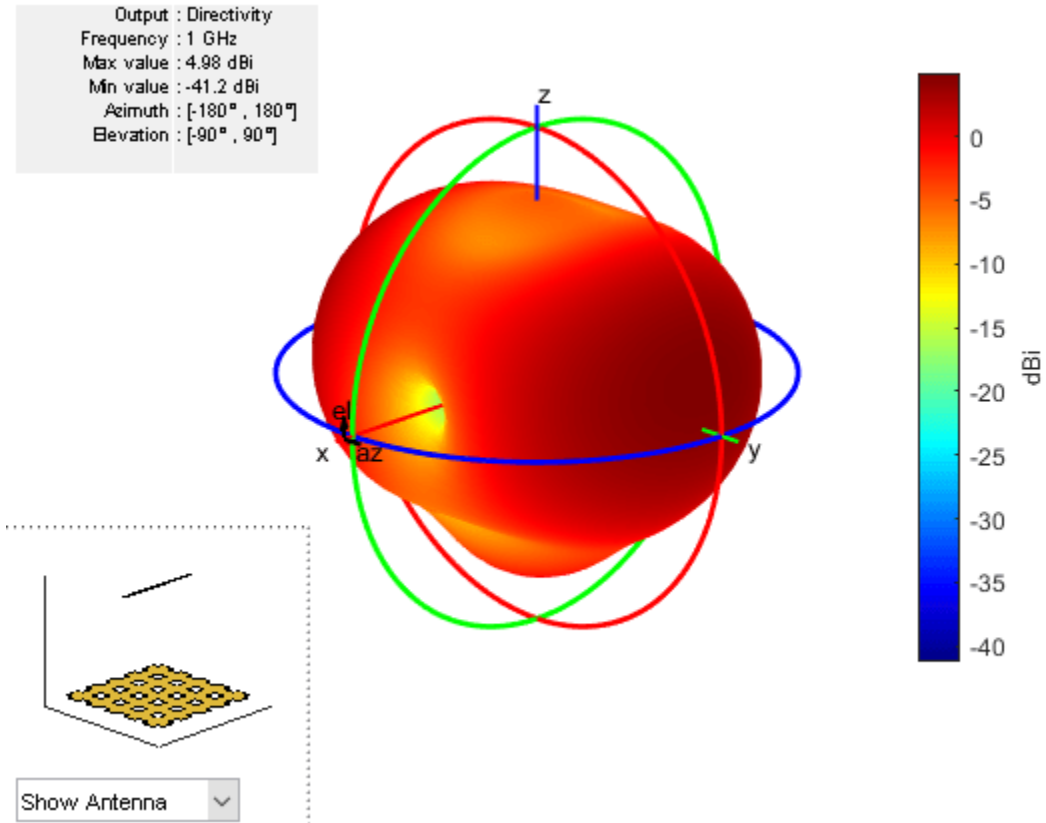 Output : Directivity
Frequency : 1 GHz
Max value : 4.98 dBi
Min value : -41.2 dBi
Azimuth : [-180° , 180°]
Elevation : [-90° , 90°]
z
el
x
az
y
0
-5
-10
-15
-20
-25
-30
-35
-40
dBi
Show Antenna